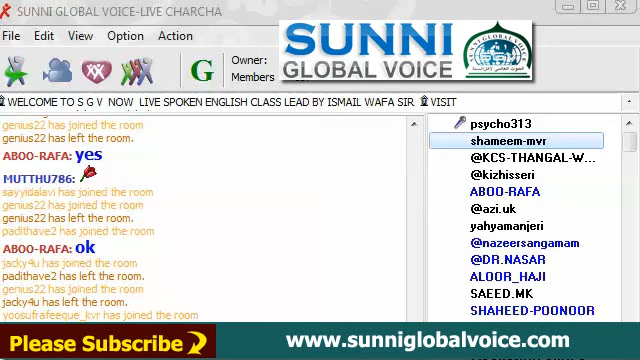 SUNNI GLOBAL VOICE-LIVE CHARCHA
File Edit View Option Action
G
Owner:
Members
SUNNI
GLOBAL VOICE
SUNNI GLOBAL VOICE
WELCOME TO S G V NOW LIVE SPOKEN ENGLISH CLASS LEAD BY ISMAIL WAFA SIR VISIT
genius22 has joined the room
genius22 has left the room.
ABOO-RAFA: yes
MUTTHU786:
sayyidalavi has joined the room
genius22 has joined the room
genius22 has left the room.
padithave2 has joined the room
ABOO-RAFA: ok
jacky4u has joined the room
padithave2 has left the room.
jacky4u has left the room.
yoosufrafeeque_kvr has joined the room
psycho313
shameem-mvr
@KCS-THANGAL-W...
@kizhisseri
ABOO-RAFA
@azi.uk
yahyamanjeri
@nazeersangamam
@DR.NASAR
ALOOR_HAJI
SAEED.MK
SHAHEED-POONOOR
Please Subscribe
www.sunniglobalvoice.com